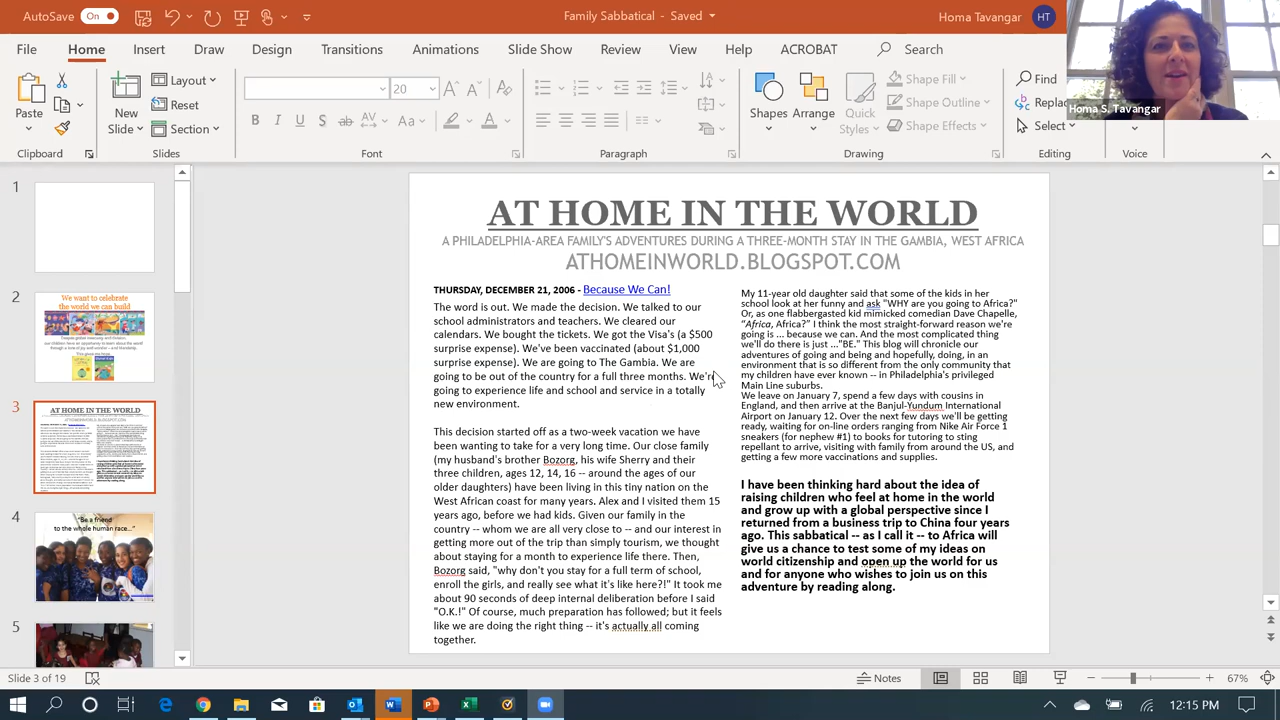 AutoSave On
Family Sabbatical - Saved
Homa Tavangar HT
File Home Insert Draw Design Transitions Animations Slide Show Review View Help ACROBAT Search
Paste
New
Slide
Layout
Reset
Section
20
B I U S ab AV Aa A
Shapes
Arrange
Quick
Styles
Shape Fill
Shape Outline
Shape Effects
Find
Select
Homa S. Tavangar
Clipboard Slides Font Paragraph Drawing Editing Voice
1
2
We want to celebrate
the world we can build
3
AT HOME IN THE WORLD
4
"Be a friend
to the whole human race..."
5
AT HOME IN THE WORLD
A PHILADELPHIA-AREA FAMILY'S ADVENTURES DURING A THREE-MONTH STAY IN THE GAMBIA, WEST AFRICA
ATHOMEINWORLD.BLOGSPOT.COM
THURSDAY, DECEMBER 21, 2006 - Because We Can!
The word is out. We made the decision. We talked to our
school administrators and teachers. We cleared our
calendars. We bought the tickets. We got the Visa's (a $500
surprise expense). We've been vaccinated (about $1,000
surprise expense). We are going to The Gambia. We are
going to be out of the country for a full three months. We're
going to experience life and school and service in a totally
new environment.
This decision started off as a two-week vacation we have
been wanting to take for a very long time. Our close family
(my husband's brother Bozorg, his wife Sherry and their
three children, ages 12, 14, 16 -- around the ages of our
older daughters) have been living in this tiny nation on the
West African coast for many years. Alex and I visited them 15
years ago, before we had kids. Given our family in the
country -- whom we are all very close to -- and our interest in
getting more out of the trip than simply tourism, we thought
about staying for a month to experience life there. Then,
Bozorg said, "why don't you stay for a full term of school,
enroll the girls, and really see what it's like here?!" It took me
about 90 seconds of deep internal deliberation before I said
"O.K.!" Of course, much preparation has followed; but it feels
like we are doing the right thing -- it's actually all coming
together.
My 11-year old daughter said that some of the kids in her
school look at her funny and ask "WHY are you going to Africa?"
Or, as one flabbergasted kid mimicked comedian Dave Chapelle,
"Africa, Africa?" I think the most straight-forward reason we're
going is ... because we can. And the most complicated thing
we'll do there is just ..."BE." This blog will chronicle our
adventures of going and being and hopefully, doing, in an
environment that is so different from the only community that
my children have ever known -- in Philadelphia's privileged
Main Line suburbs.
We leave on January 7, spend a few days with cousins in
England, and then arrive at the Banjul-Yundum International
Airport on January 12. Over the next few days we'll be getting
ready, waiting for on-line orders ranging from Nike Air Force 1
sneakers (for nephew #1) to books for tutoring to sting
repellant to arrive, visiting with family from around the US, and
getting a few more vaccinations and supplies.
I have been thinking hard about the idea of
raising children who feel at home in the world
and grow up with a global perspective since I
returned from a business trip to China four years
ago. This sabbatical -- as I call it -- to Africa will
give us a chance to test some of my ideas on
world citizenship and open up the world for us
and for anyone who wishes to join us on this
adventure by reading along.
Slide 3 of 19
Notes
67%
12:15 PM